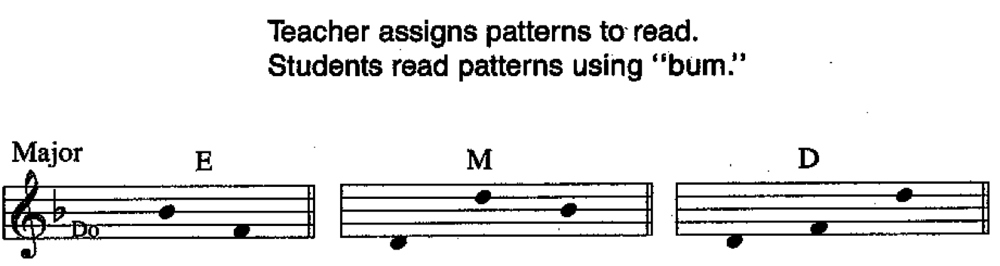 Teacher assigns patterns to read.
Students read patterns using “bum.”
Major E M D
Do